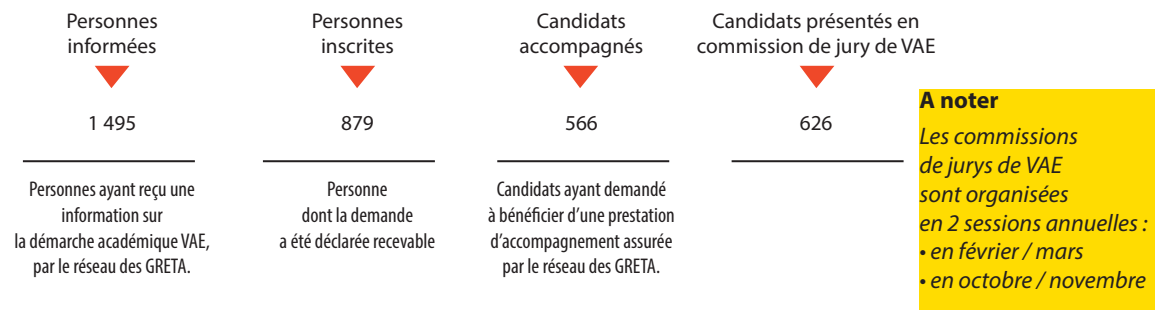 Personnes
informées
1 495
Personnes ayant reçu une
information sur
la démarche académique VAE,
par le réseau des GRETA.
Personnes
inscrites
879
Personne
dont la demande
a été déclarée recevable
Candidats
accompagnés
566
Candidats ayant demandé
à bénéficier d’une prestation
d’accompagnement assurée
par le réseau des GRETA.
Candidats présentés en
commission de jury de VAE
626
A noter
Les commissions
de jurys de VAE
sont organisées
en 2 sessions annuelles :
• en février / mars
• en octobre / novembre